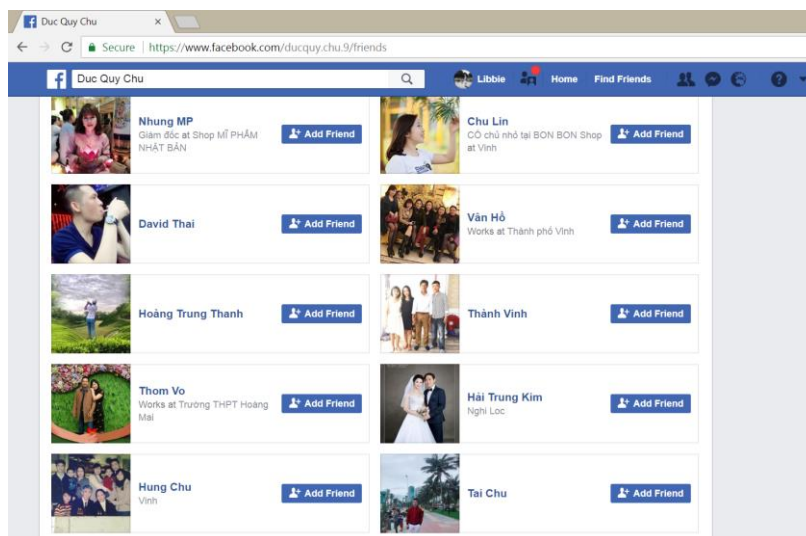 Duc Quy Chu
Secure https://www.facebook.com/ducquy.chu.9/friends
Duc Quy Chu
Libbie Home Find Friends
Nhung MP
Giám đốc at Shop MĨ PHẨM
NHẬT BẢN
Add Friend
Chu Lin
CÔ chủ nhỏ tại BON BON Shop
at Vinh
Add Friend
David Thai
Add Friend
Văn Hồ
Works at Thành phố Vinh
Add Friend
Hoàng Trung Thanh
Add Friend
Thành Vinh
Add Friend
Thom Vo
Works at Trường THPT Hoàng
Mai
Add Friend
Hải Trung Kim
Nghi Loc
Add Friend
Hung Chu
Vinh
Add Friend
Tai Chu
Add Friend